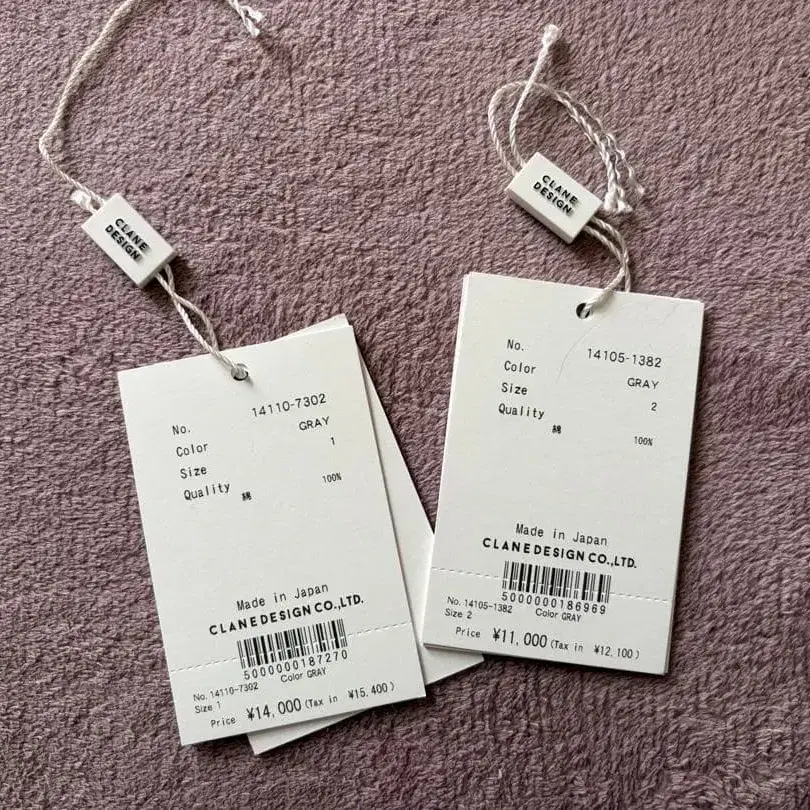 CLANE
DESIGN
No. 14110-7302
Color GRAY
Size 1
Quality 綿 100%
Made in Japan
CLANE DESIGN CO.,LTD.
5000000187270
No. 14110-7302 Color GRAY
Size 1
Price ¥14,000 (Tax in ¥15,400)
CLANE
DESIGN
No. 14105-1382
Color GRAY
Size 2
Quality 綿 100%
Made in Japan
CLANE DESIGN CO.,LTD.
5000000186969
No. 14105-1382 Color GRAY
Size 2
Price ¥11,000 (Tax in ¥12,100)